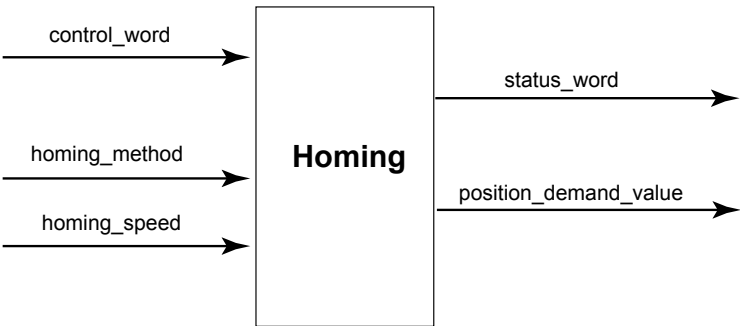 control_word
homing_method
homing_speed
Homing
status_word
position_demand_value